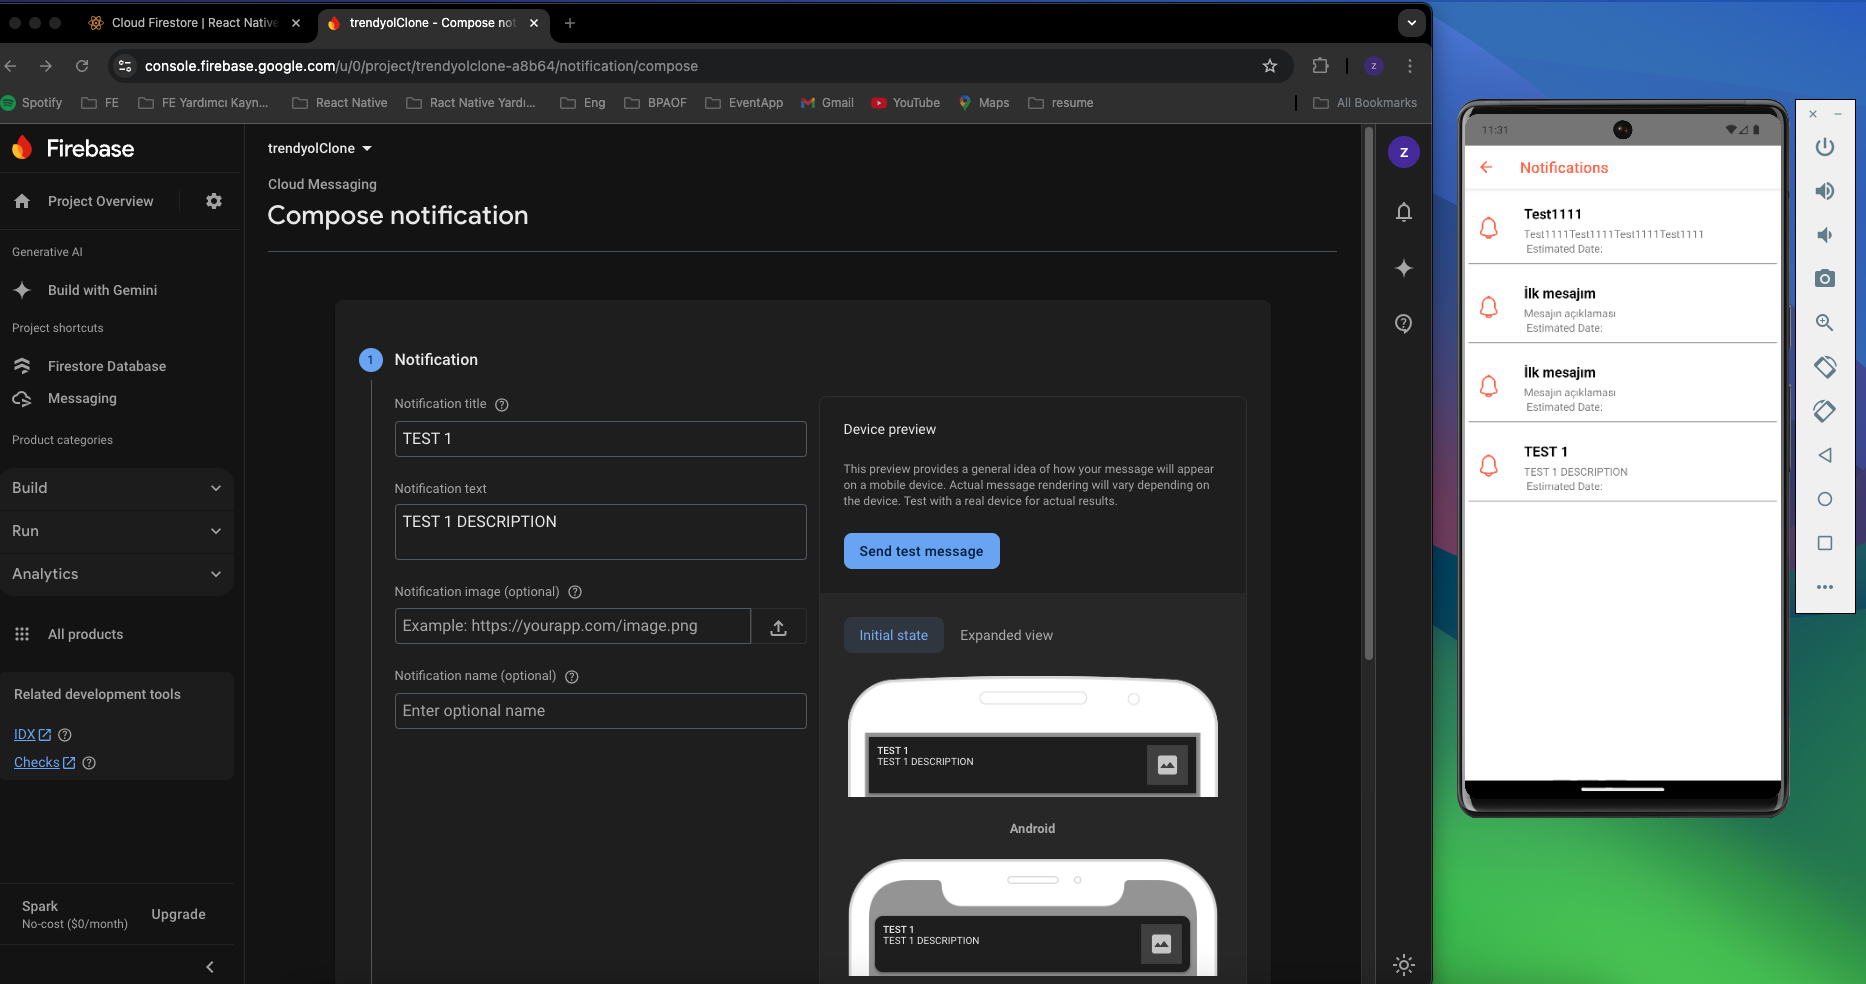 Cloud Firestore | React Native
trendyolClone - Compose not
console.firebase.google.com/u/0/project/trendyolclone-a8b64/notification/compose
z
Spotify
FE
FE Yardımcı Kayn...
React Native
Ract Native Yardı...
Eng
BPAOF
EventApp
Gmail
YouTube
Maps
resume
All Bookmarks
Firebase
Project Overview
Generative AI
Build with Gemini
Project shortcuts
Firestore Database
Messaging
Product categories
Build
Run
Analytics
All products
Related development tools
IDX
Checks
Spark
No-cost ($0/month)
Upgrade
trendyolClone
z
Cloud Messaging
Compose notification
1
Notification
Notification title
TEST 1
Notification text
TEST 1 DESCRIPTION
Notification image (optional)
Example: https://yourapp.com/image.png
Notification name (optional)
Enter optional name
Device preview
This preview provides a general idea of how your message will appear
on a mobile device. Actual message rendering will vary depending on
the device. Test with a real device for actual results.
Send test message
Initial state
Expanded view
TEST 1
TEST 1 DESCRIPTION
Android
TEST 1
TEST 1 DESCRIPTION
11:31
Notifications
Test1111
Test1111Test1111Test1111Test1111
Estimated Date:
İlk mesajım
Mesajın açıklaması
Estimated Date:
İlk mesajım
Mesajın açıklaması
Estimated Date:
TEST 1
TEST 1 DESCRIPTION
Estimated Date: